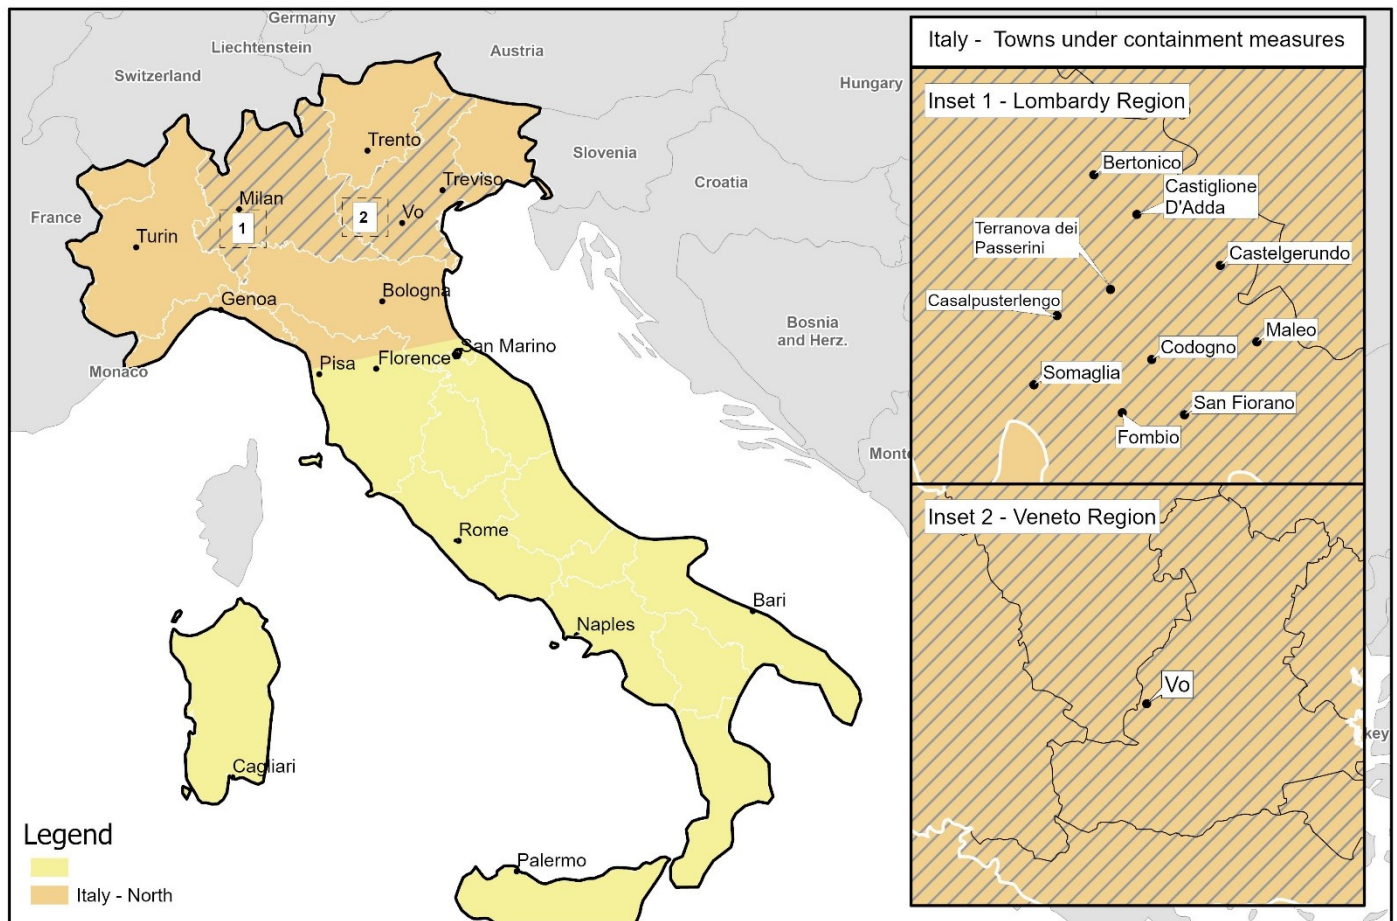 Germany
Liechtenstein
Austria
Switzerland
Hungary
Slovenia
Croatia
France
Bosnia
and Herz.
Monaco
Mont
key
Trento
Treviso
Milan
1
2
Vo
Turin
Genoa
Bologna
San Marino
Pisa
Florence
Rome
Bari
Naples
Cagliari
Palermo
Legend
Italy - North
Italy - Towns under containment measures
Inset 1 - Lombardy Region
Bertonico
Castiglione
D'Adda
Terranova dei
Passerini
Castelgerundo
Casalpusterlengo
Maleo
Codogno
Somaglia
San Fiorano
Fombio
Inset 2 - Veneto Region
Vo